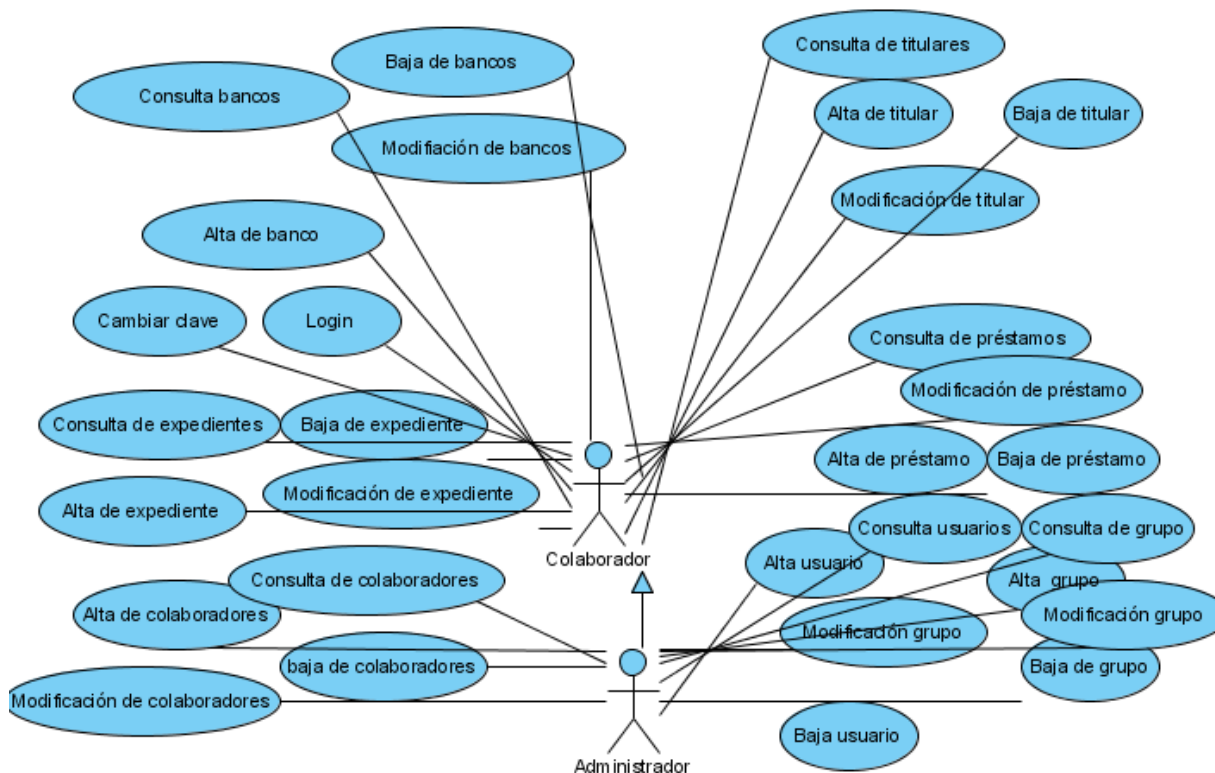 Consulta de titulares
Baja de bancos
Consulta bancos
Alta de titular
Baja de titular
Modifiación de bancos
Modificación de titular
Alta de banco
Cambiar clave
Login
Consulta de préstamos
Modificación de préstamo
Consulta de expedientes
Baja de expediente
Alta de préstamo
Baja de préstamo
Modificación de expediente
Alta de expediente
Consulta usuarios
Consulta de grupo
Colaborador
Alta usuario
Consulta de colaboradores
Alta  grupo
Alta de colaboradores
Modificación grupo
Modificación grupo
baja de colaboradores
Baja de grupo
Modificación de colaboradores
Baja usuario
Administrador